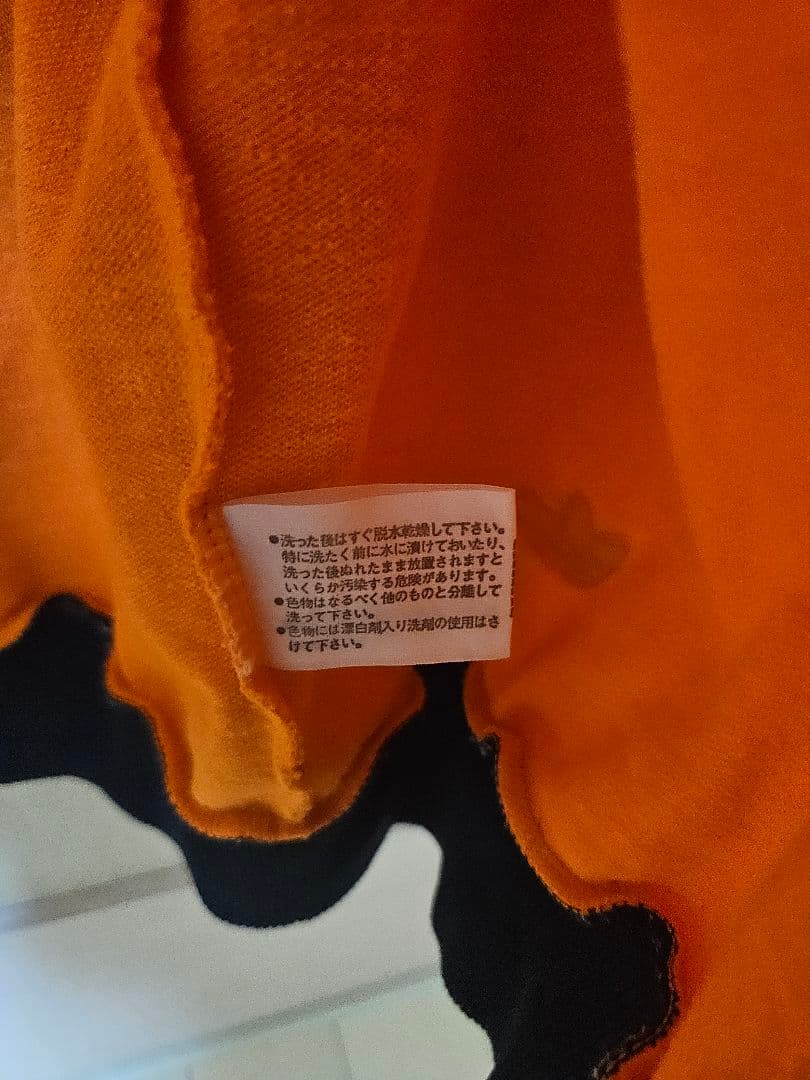 ●洗った後はすぐ脱水乾燥して下さい。
特に洗たく前に水に漬けておいたり、
洗った後ぬれたまま放置されますと
いくらか汚染する危険があります。
●色物はなるべく他のものと分離して
洗って下さい。
●色物には漂白剤入り洗剤の使用はさ
けて下さい。